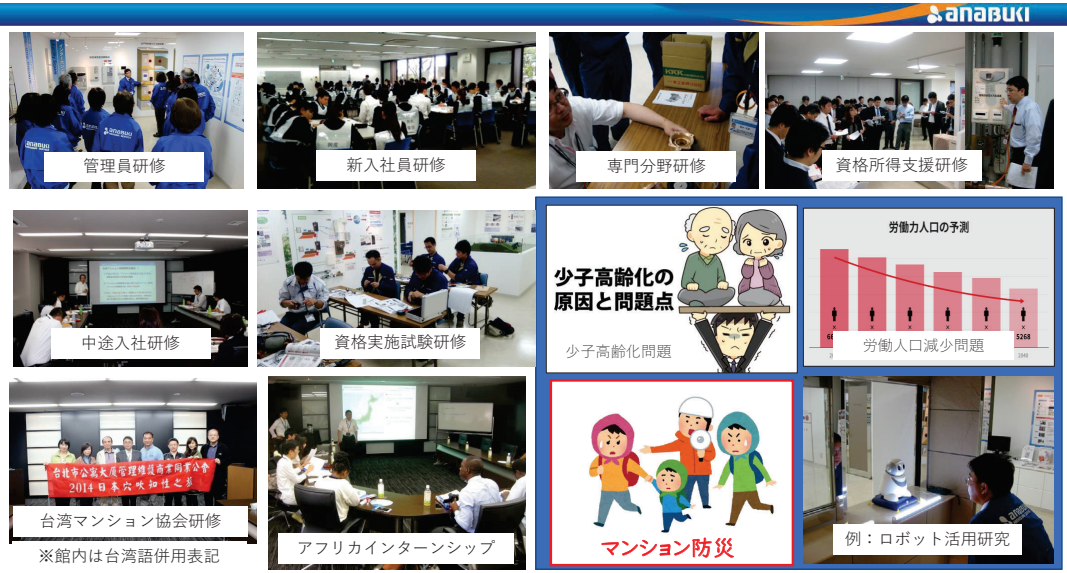 anabuki
anabuki
管理員研修
新入社員研修
KRK
専門分野研修
資格所得支援研修
中途入社研修
資格実施試験研修
少子高齢化の
原因と問題点
少子高齢化問題
労働力人口の予測
5268
労働人口減少問題
台北市公寓大廈管理維護商業同業公會
2014日本穴吹知性之旅
台湾マンション協会研修
※館内は台湾語併用表記
アフリカインターンシップ
マンション防災
anabuki
例：ロボット活用研究